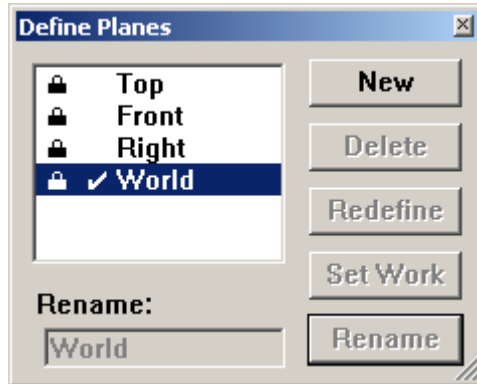 Define Planes
Top
Front
Right
World
New
Delete
Redefine
Set Work
Rename:
World
Rename